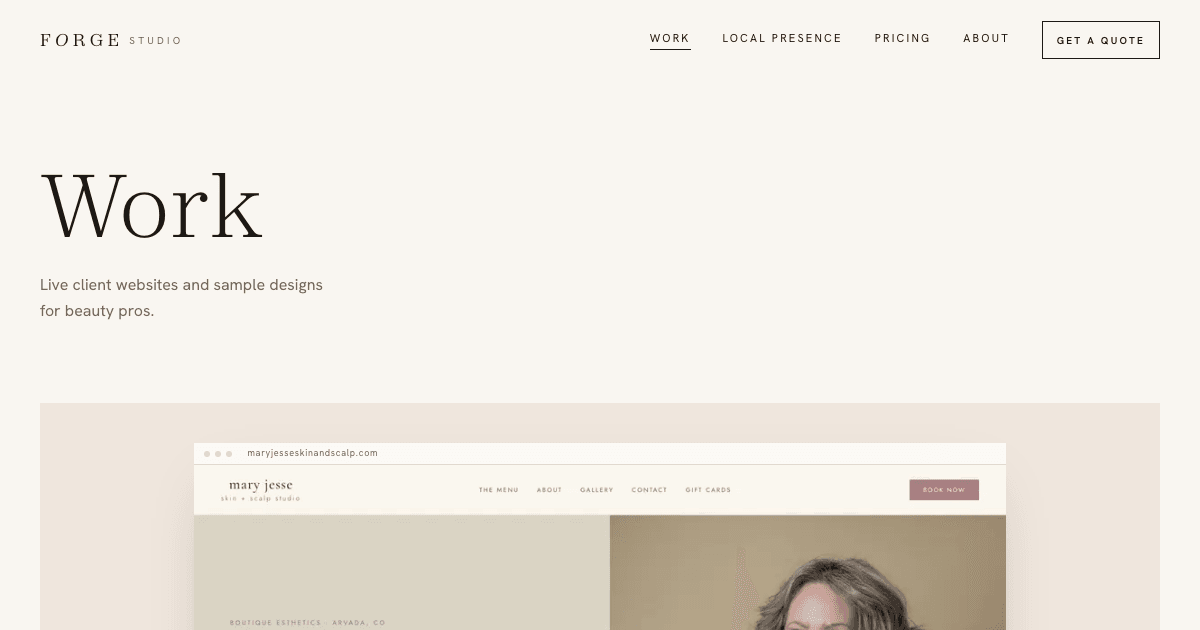 FORGE STUDIO
WORK LOCAL PRESENCE PRICING ABOUT GET A QUOTE
Work
Live client websites and sample designs
for beauty pros.
maryjesseskinandscalp.com
mary jesse
skin + scalp studio
THE MENU ABOUT GALLERY CONTACT GIFT CARDS BOOK NOW
BOUTIQUE ESTHETICS · ARVADA, CO